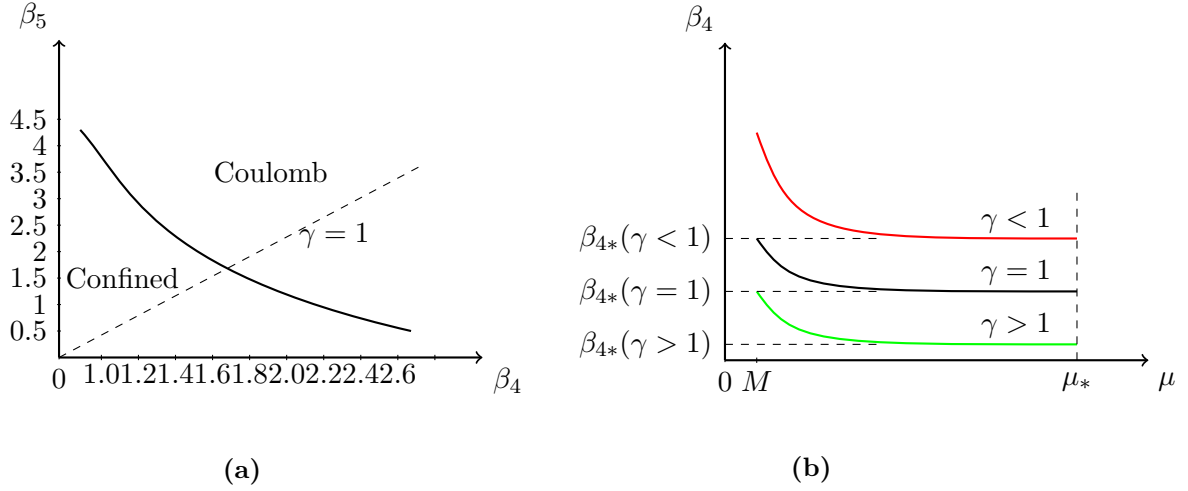 β₅
4.5
4
3.5
3
2.5
2
1.5
1
0.5
Coulomb
γ = 1
Confined
0
1.01.21.41.61.82.02.22.42.6
β₄
(a)
β₄
γ < 1
β₄*(γ < 1)
γ = 1
β₄*(γ = 1)
γ > 1
β₄*(γ > 1)
0 M
μ*
μ
(b)